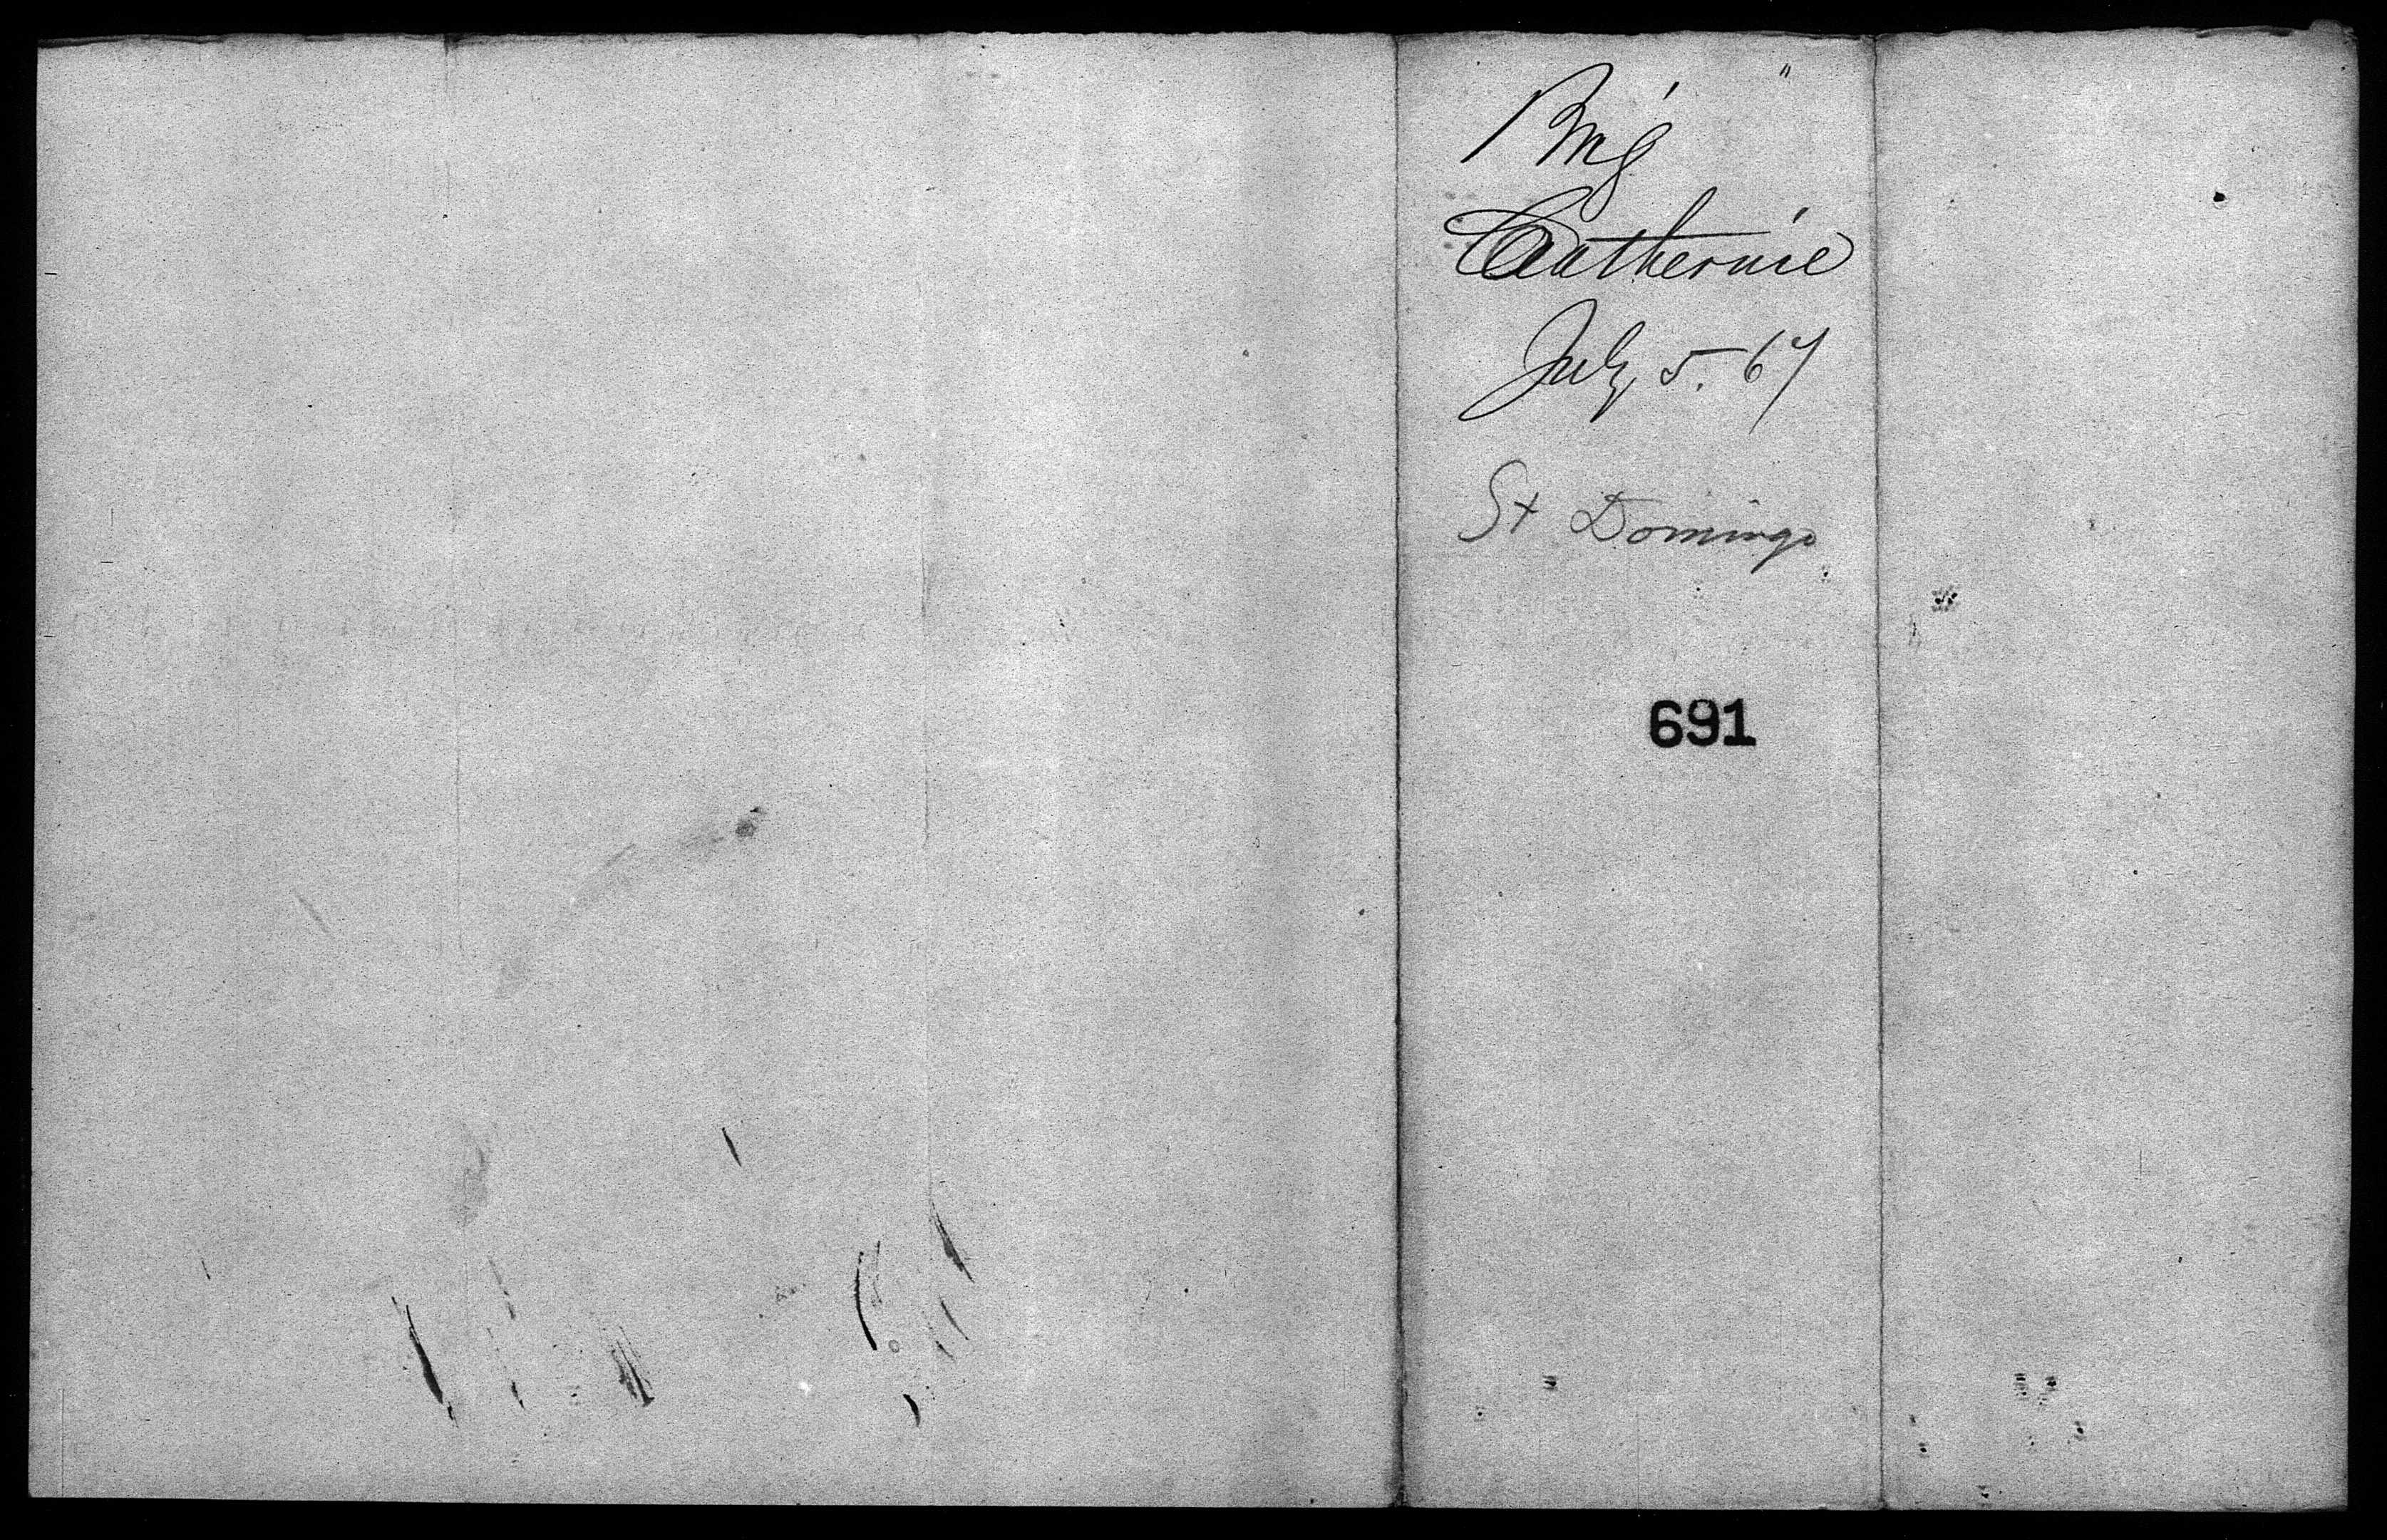 Brig "
Catherine
July 5. 67
St Domingo
691